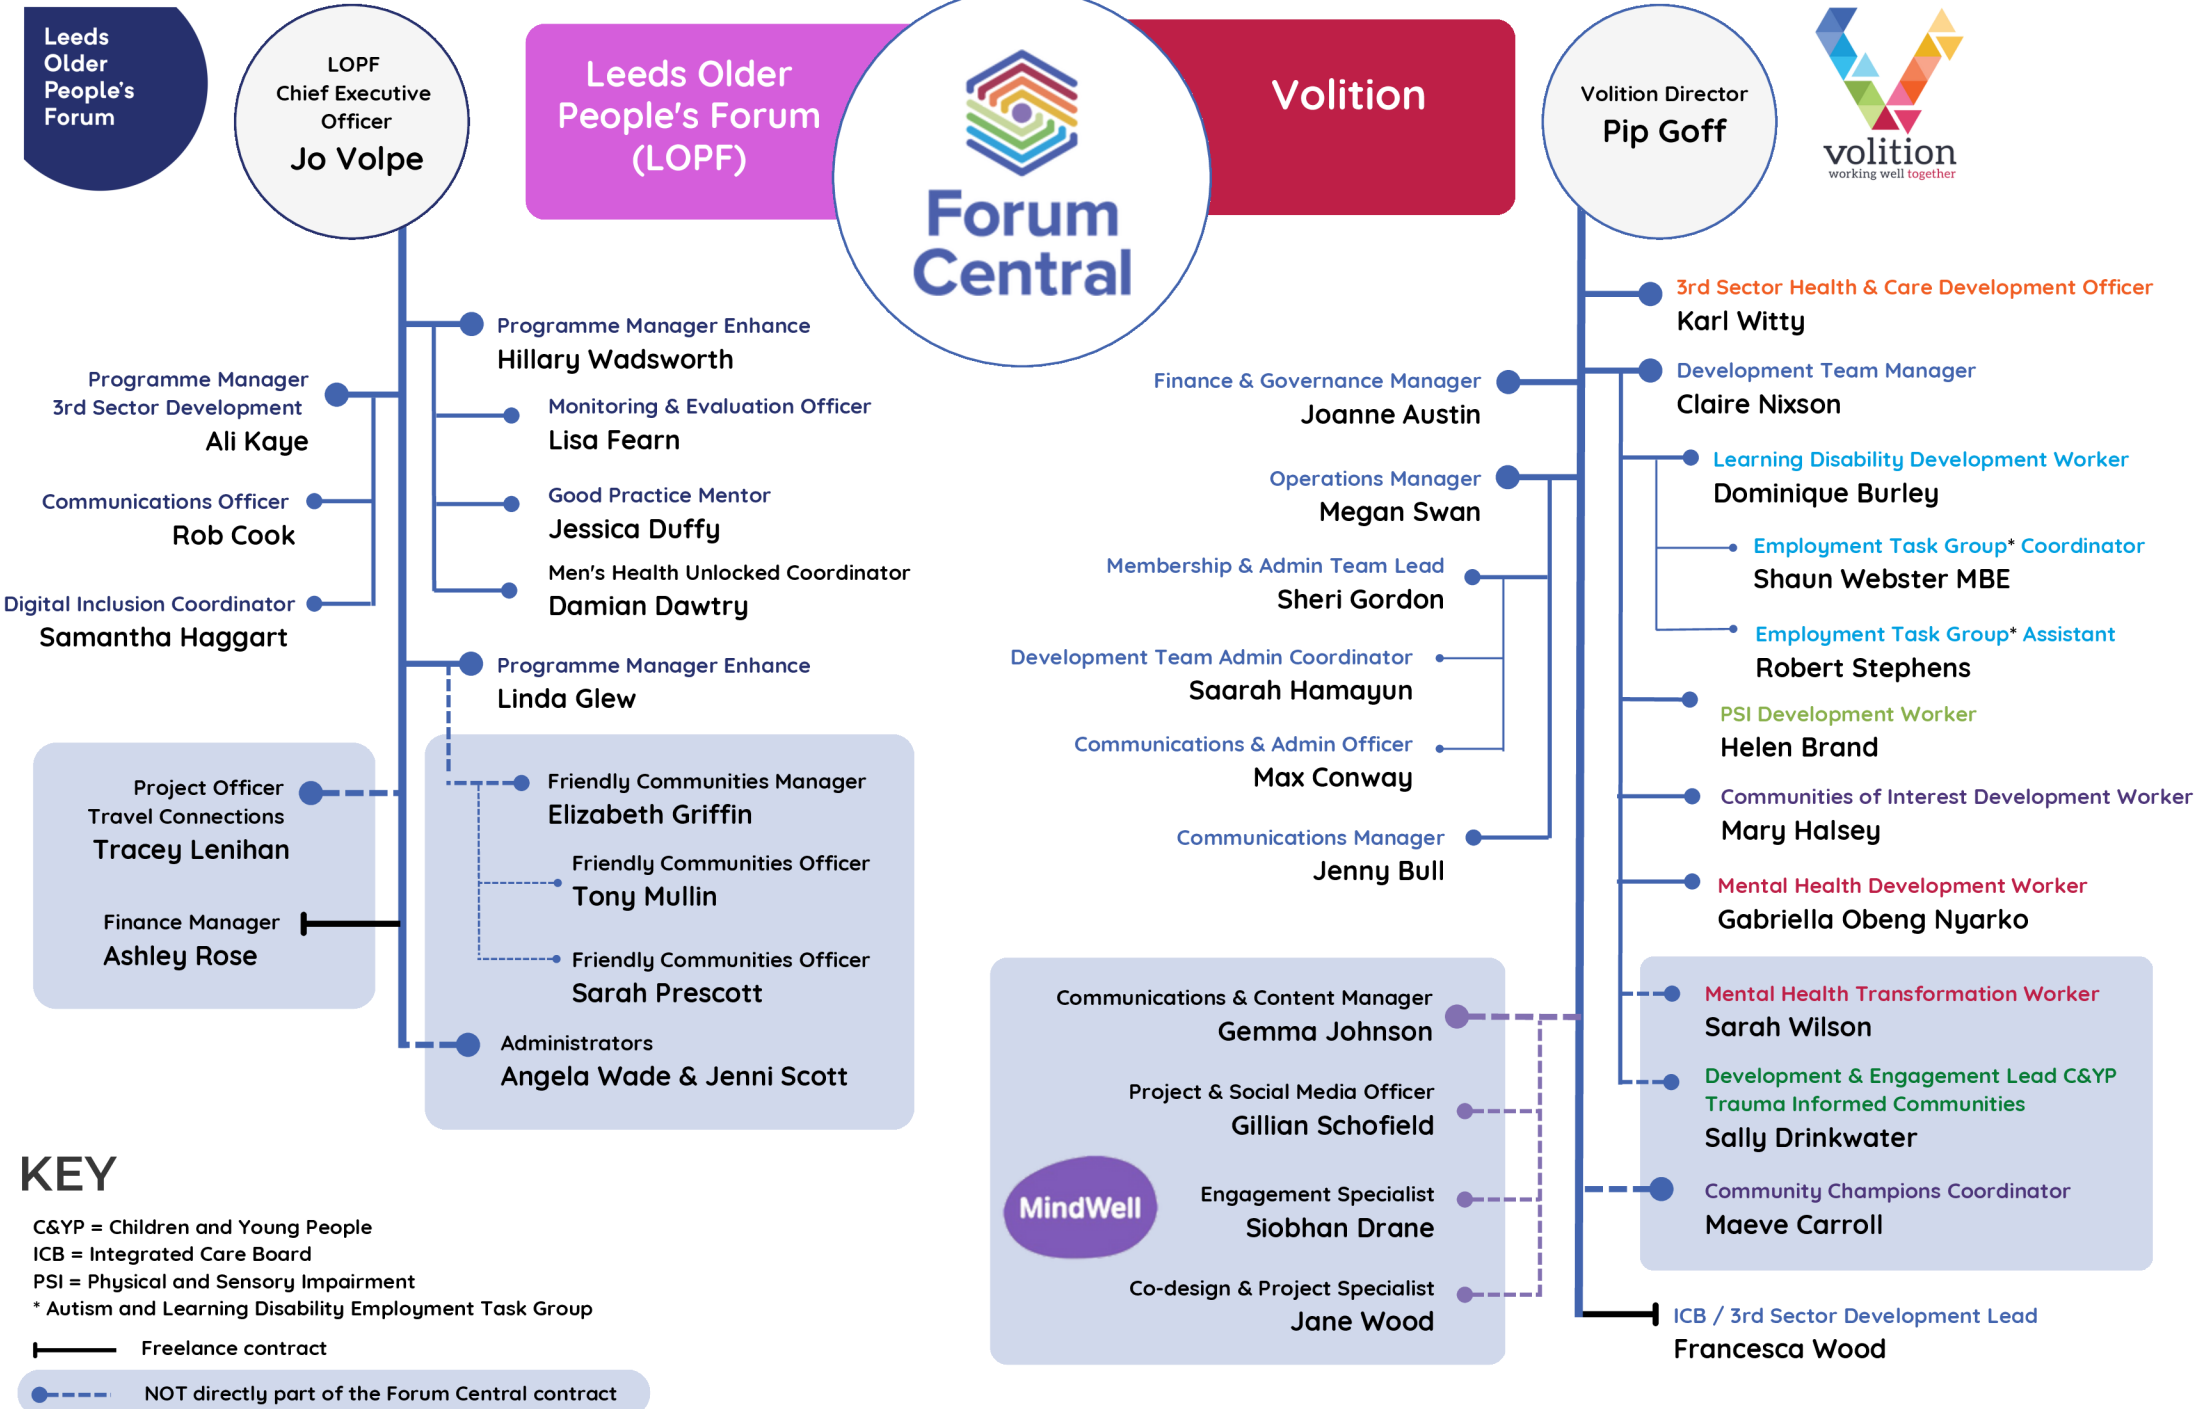 Leeds
Older
People's
Forum
LOPF
Chief Executive
Officer
Jo Volpe
Leeds Older
People's Forum
(LOPF)
Forum
Central
Volition
Volition Director
Pip Goff
volition
working well together
Programme Manager Enhance
Hillary Wadsworth
Monitoring & Evaluation Officer
Lisa Fearn
Good Practice Mentor
Jessica Duffy
Men's Health Unlocked Coordinator
Damian Dawtry
Programme Manager
3rd Sector Development
Ali Kaye
Communications Officer
Rob Cook
Digital Inclusion Coordinator
Samantha Haggart
Programme Manager Enhance
Linda Glew
Project Officer
Travel Connections
Tracey Lenihan
Finance Manager
Ashley Rose
Friendly Communities Manager
Elizabeth Griffin
Friendly Communities Officer
Tony Mullin
Friendly Communities Officer
Sarah Prescott
Administrators
Angela Wade & Jenni Scott
Finance & Governance Manager
Joanne Austin
Operations Manager
Megan Swan
Membership & Admin Team Lead
Sheri Gordon
Development Team Admin Coordinator
Saarah Hamayun
Communications & Admin Officer
Max Conway
Communications Manager
Jenny Bull
Communications & Content Manager
Gemma Johnson
Project & Social Media Officer
Gillian Schofield
MindWell
Engagement Specialist
Siobhan Drane
Co-design & Project Specialist
Jane Wood
3rd Sector Health & Care Development Officer
Karl Witty
Development Team Manager
Claire Nixson
Learning Disability Development Worker
Dominique Burley
Employment Task Group* Coordinator
Shaun Webster MBE
Employment Task Group* Assistant
Robert Stephens
PSI Development Worker
Helen Brand
Communities of Interest Development Worker
Mary Halsey
Mental Health Development Worker
Gabriella Obeng Nyarko
Mental Health Transformation Worker
Sarah Wilson
Development & Engagement Lead C&YP
Trauma Informed Communities
Sally Drinkwater
Community Champions Coordinator
Maeve Carroll
ICB / 3rd Sector Development Lead
Francesca Wood
KEY
C&YP = Children and Young People
ICB = Integrated Care Board
PSI = Physical and Sensory Impairment
* Autism and Learning Disability Employment Task Group
Freelance contract
NOT directly part of the Forum Central contract